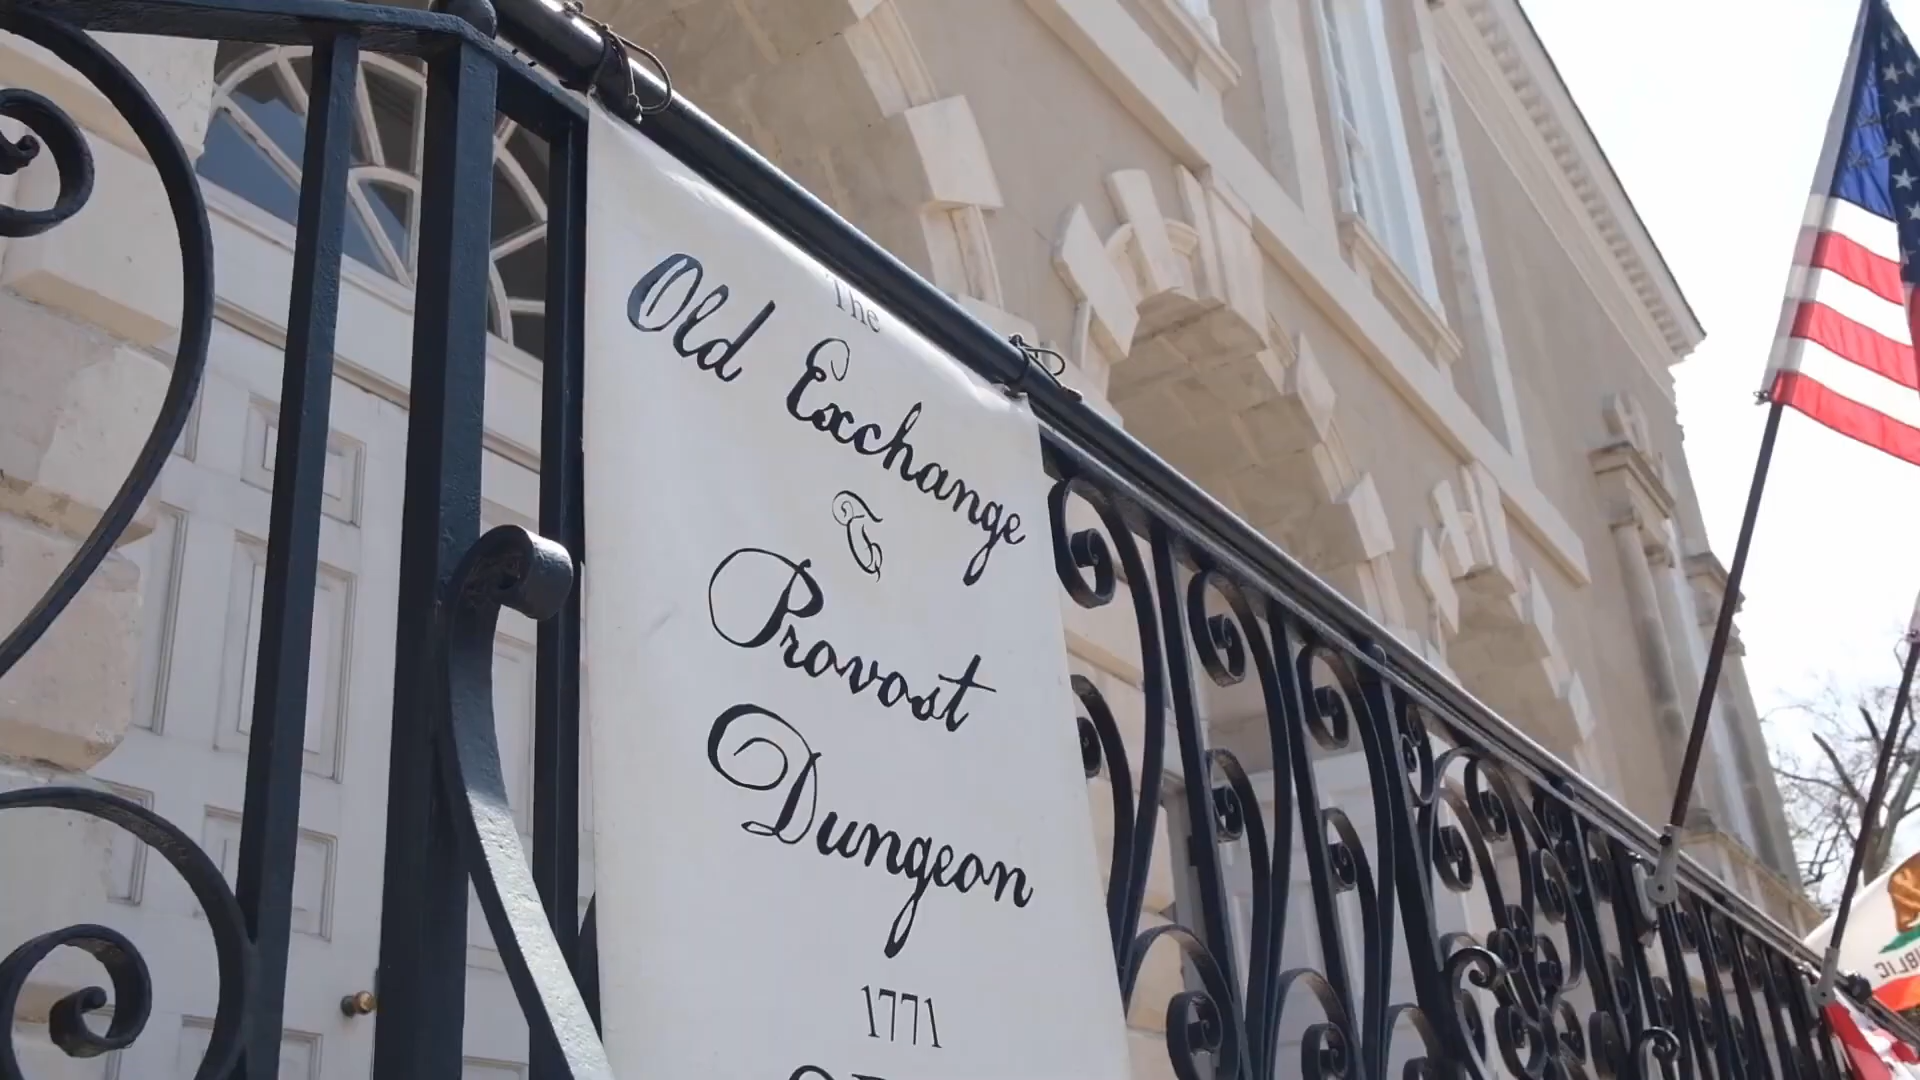 The
Old Exchange
&
Provost
Dungeon
1771